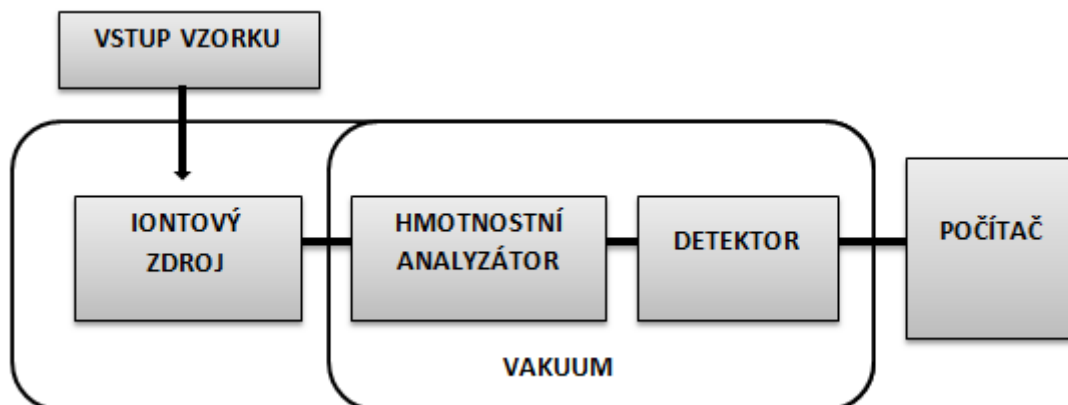 VSTUP VZORKU
IONTOVÝ
ZDROJ
HMOTNOSTNÍ
ANALYZÁTOR
DETEKTOR
POČÍTAČ
VAKUUM